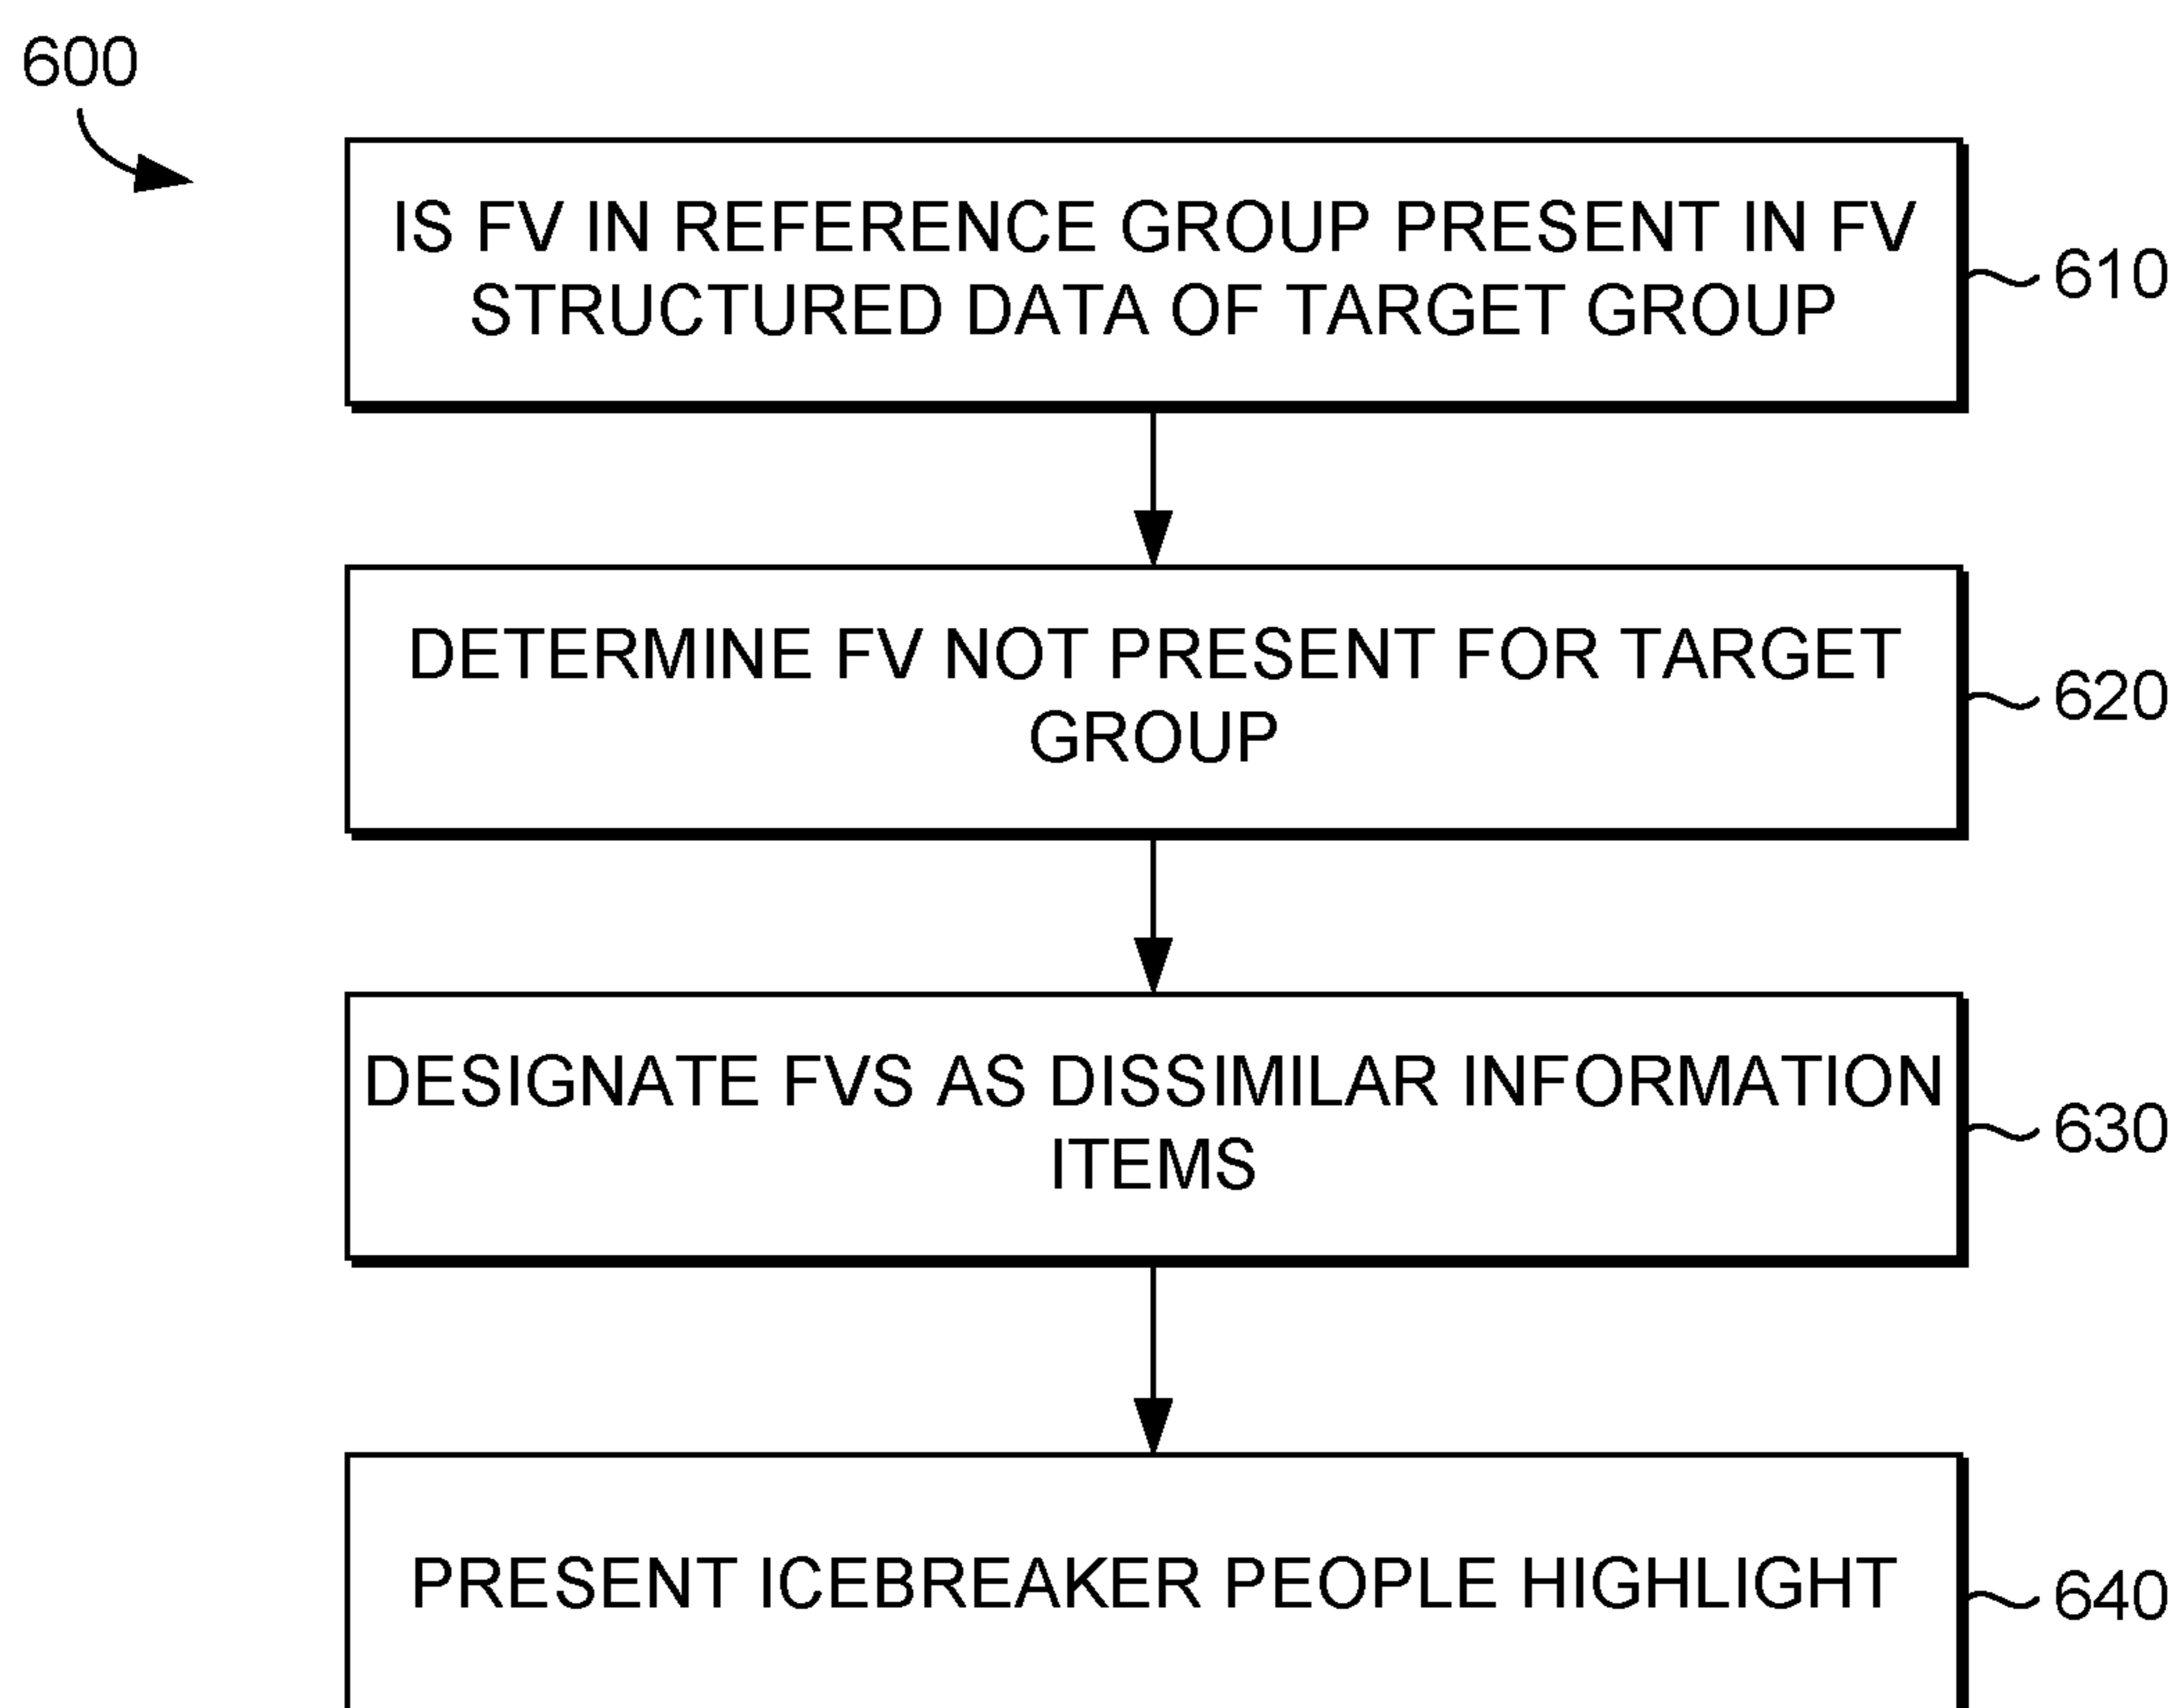 600
IS FV IN REFERENCE GROUP PRESENT IN FV
STRUCTURED DATA OF TARGET GROUP
610
DETERMINE FV NOT PRESENT FOR TARGET
GROUP
620
DESIGNATE FVS AS DISSIMILAR INFORMATION
ITEMS
630
PRESENT ICEBREAKER PEOPLE HIGHLIGHT
640